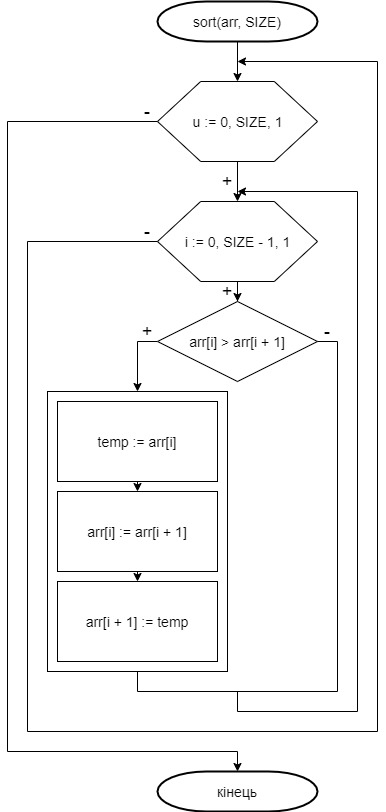 sort(arr, SIZE)
-
u := 0, SIZE, 1
+
-
i := 0, SIZE - 1, 1
+
+
arr[i] > arr[i + 1]
-
temp := arr[i]
arr[i] := arr[i + 1]
arr[i + 1] := temp
кінець